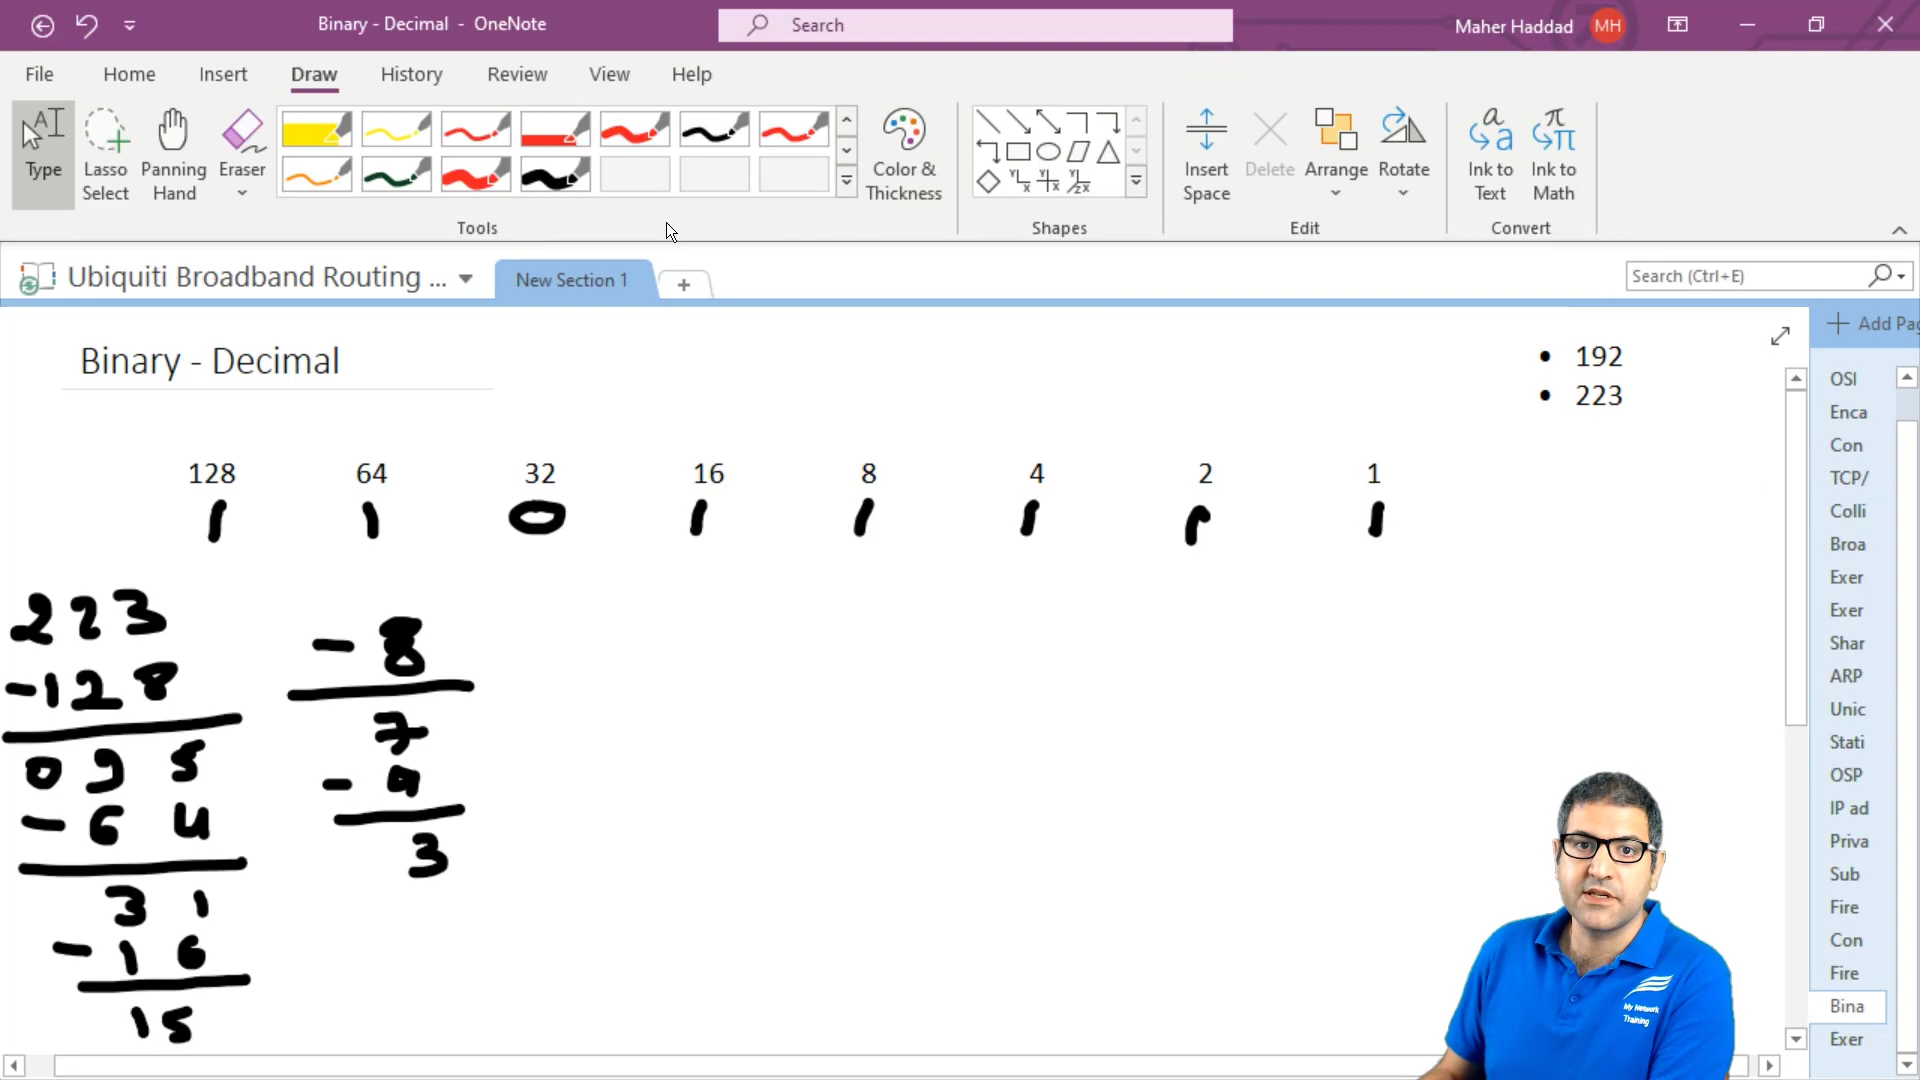 Binary - Decimal - OneNote
Search
Maher Haddad
MH
File Home Insert Draw History Review View Help
Type
Lasso Select
Panning Hand
Eraser
Color & Thickness
Insert Space
Delete
Arrange
Rotate
Ink to Text
Ink to Math
Tools
Shapes
Edit
Convert
Ubiquiti Broadband Routing ...
New Section 1
Search (Ctrl+E)
Add Pag
Binary - Decimal
• 192
• 223
128 64 32 16 8 4 2 1
1 1 0 1 1 1 1 1
223
-128
095
- 64
31
- 16
15
- 8
7
- 4
3
OSI
Enca
Con
TCP/
Colli
Broa
Exer
Exer
Shar
ARP
Unic
Stati
OSP
IP ad
Priva
Sub
Fire
Con
Fire
Bina
Exer
My Network
Training